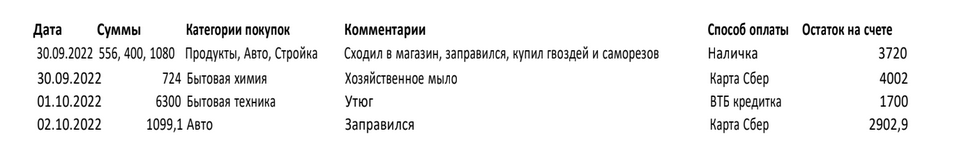 Дата Суммы Категории покупок Комментарии Способ оплаты Остаток на счете
30.09.2022 556, 400, 1080 Продукты, Авто, Стройка Сходил в магазин, заправился, купил гвоздей и саморезов Наличка 3720
30.09.2022 724 Бытовая химия Хозяйственное мыло Карта Сбер 4002
01.10.2022 6300 Бытовая техника Утюг ВТБ кредитка 1700
02.10.2022 1099,1 Авто Заправился Карта Сбер 2902,9